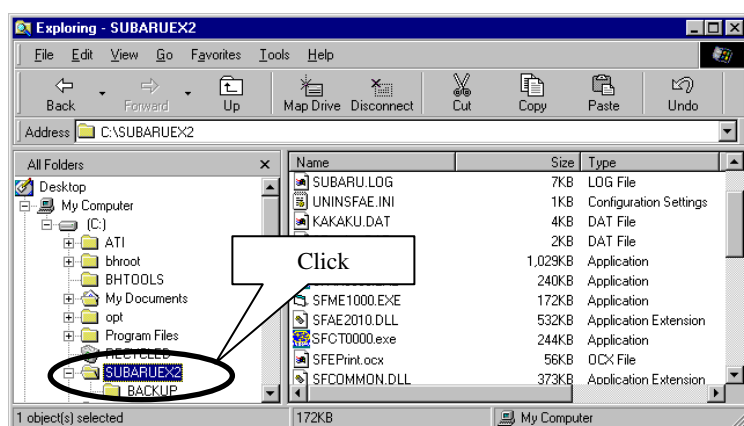 Exploring - SUBARUEX2
File Edit View Go Favorites Tools Help
Back Forward Up Map Drive Disconnect Cut Copy Paste Undo
Address C:\SUBARUEX2
All Folders
Desktop
My Computer
(C:)
ATI
bhroot
BHTOOLS
My Documents
opt
Program Files
RECYCLED
SUBARUEX2
BACKUP
Click
Name Size Type
SUBARU.LOG 7KB LOG File
UNINSFAE.INI 1KB Configuration Settings
KAKAKU.DAT 4KB DAT File
2KB DAT File
1,029KB Application
240KB Application
SFME1000.EXE 172KB Application
SFAE2010.DLL 532KB Application Extension
SFCT0000.exe 244KB Application
SFEPrint.ocx 56KB OCX File
SFCOMMON.DLL 373KB Application Extension
1 object(s) selected 172KB My Computer